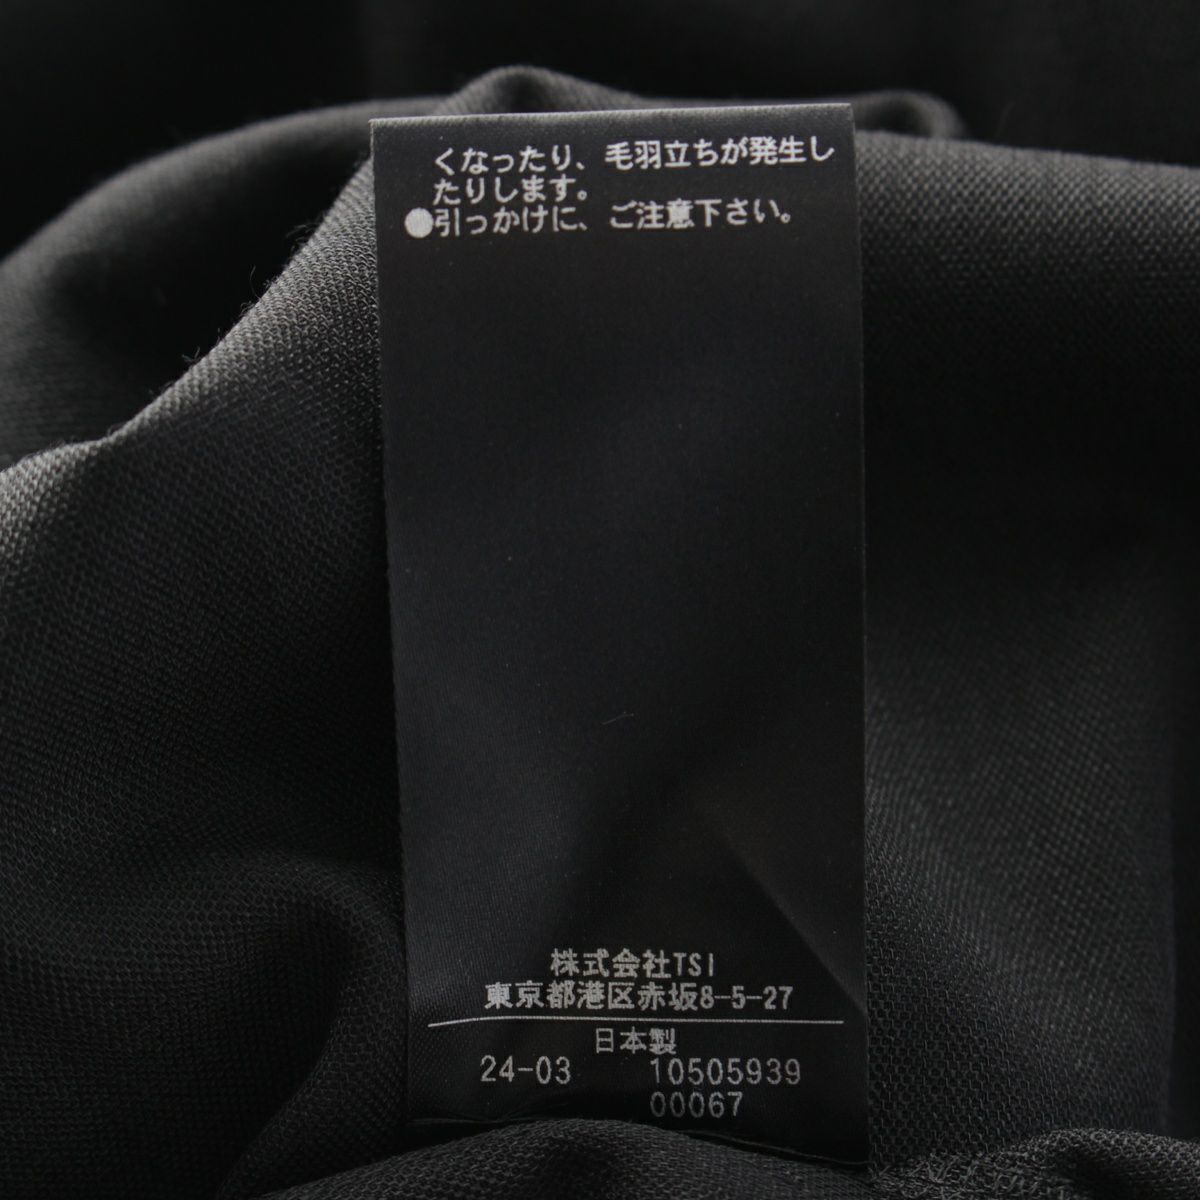 くなったり、毛羽立ちが発生し
たりします。
●引っかけに、ご注意下さい。
株式会社TSI
東京都港区赤坂8-5-27
日本製
24-03 10505939
00067